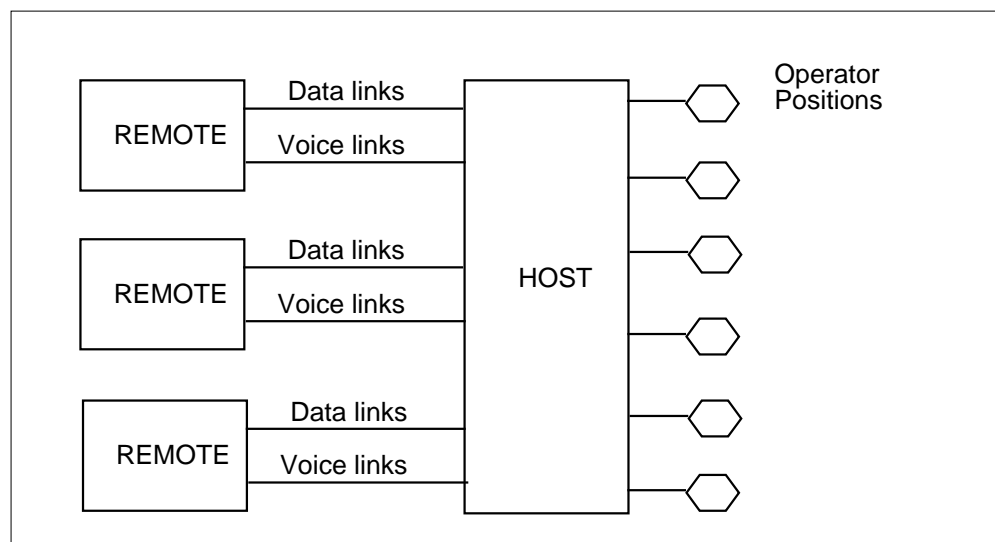 Operator
Positions
Data links
REMOTE
Voice links
Data links
REMOTE
Voice links
HOST
Data links
REMOTE
Voice links